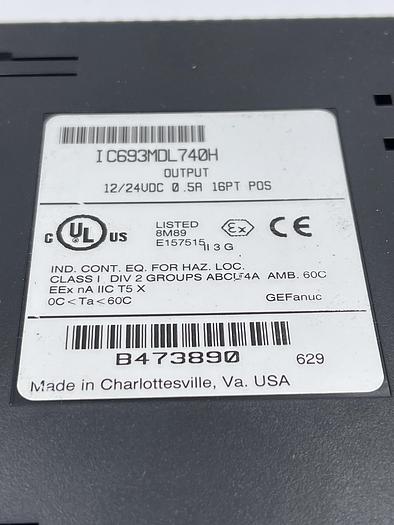 IC693MDL740H
OUTPUT
12/24VDC 0.5A 16PT POS
C UL US
LISTED
8M89
E157515
Ex
II 3 G
CE
IND. CONT. EQ. FOR HAZ. LOC.
CLASS I DIV 2 GROUPS ABCD T4A AMB. 60C
EEx nA IIC T5 X
0C<Ta<60C
GEFanuc
B473890
629
Made in Charlottesville, Va. USA